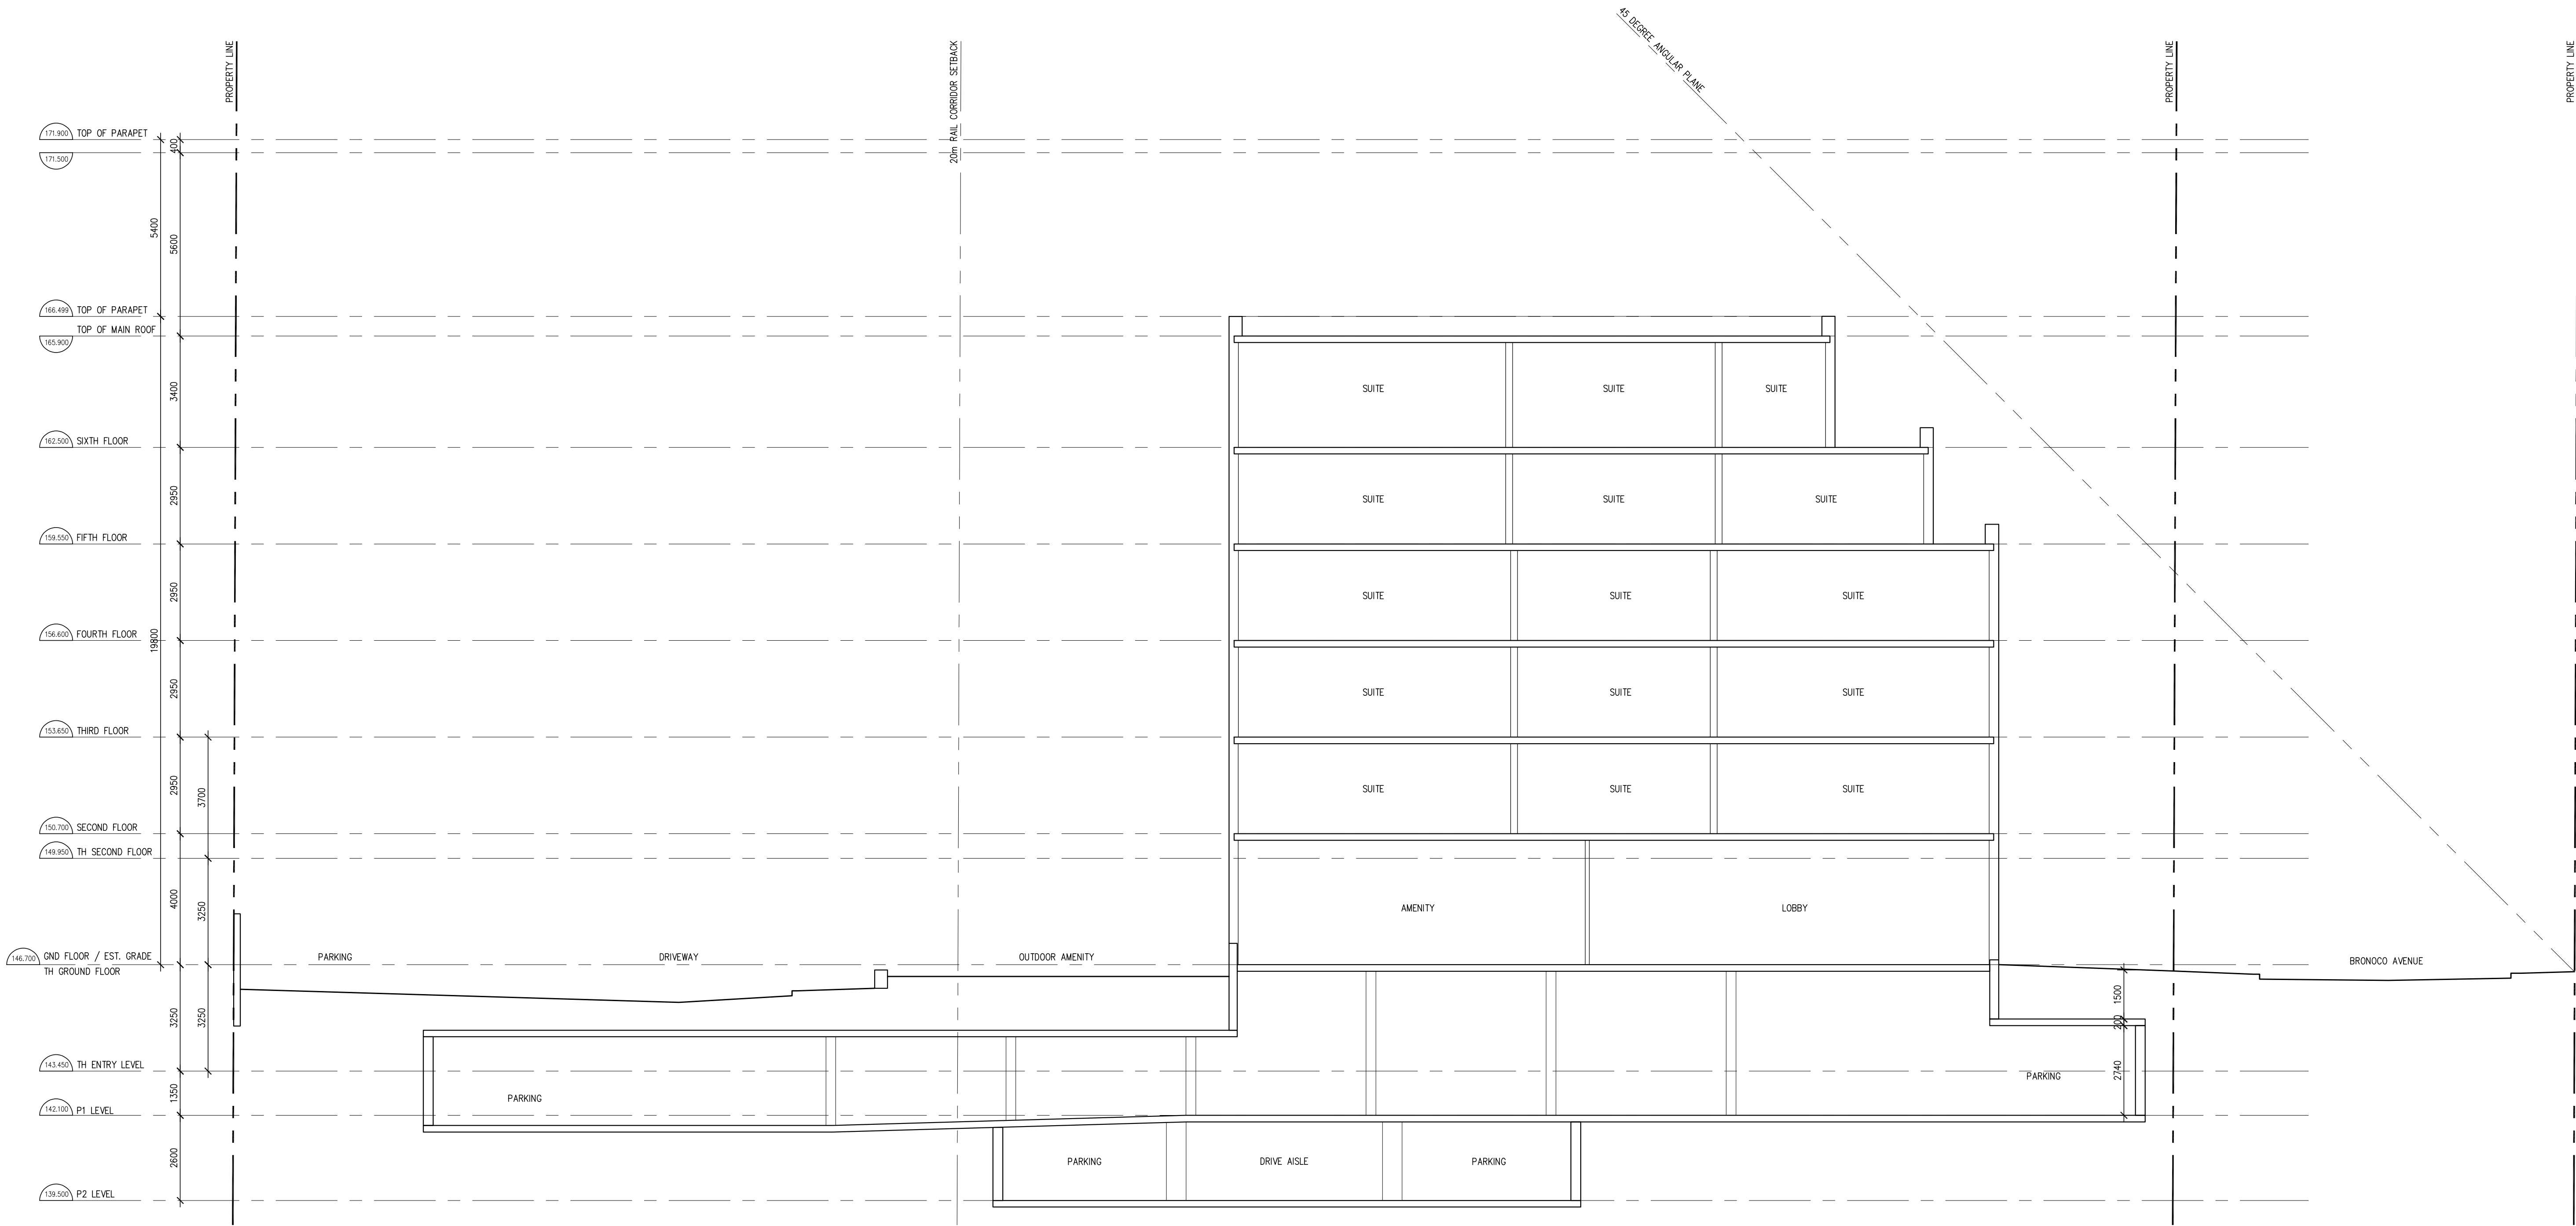 45 DEGREE ANGULAR PLANE
PROPERTY LINE
20m RAIL CORRIDOR SETBACK
PROPERTY LINE
PROPERTY LINE
171.900 TOP OF PARAPET
400
171.500
5400
5600
166.499 TOP OF PARAPET
TOP OF MAIN ROOF
165.900
3400
SUITE SUITE SUITE
162.500 SIXTH FLOOR
2950
SUITE SUITE SUITE
159.550 FIFTH FLOOR
2950
SUITE SUITE SUITE
156.600 FOURTH FLOOR
19800
2950
SUITE SUITE SUITE
153.650 THIRD FLOOR
2950
3700
SUITE SUITE SUITE
150.700 SECOND FLOOR
149.950 TH SECOND FLOOR
4000
3250
AMENITY LOBBY
146.700 GND FLOOR / EST. GRADE
TH GROUND FLOOR
PARKING DRIVEWAY OUTDOOR AMENITY BRONOCO AVENUE
3250
3250
1500
200
2740
143.450 TH ENTRY LEVEL
1350
PARKING PARKING
142.100 P1 LEVEL
2600
PARKING DRIVE AISLE PARKING
139.500 P2 LEVEL